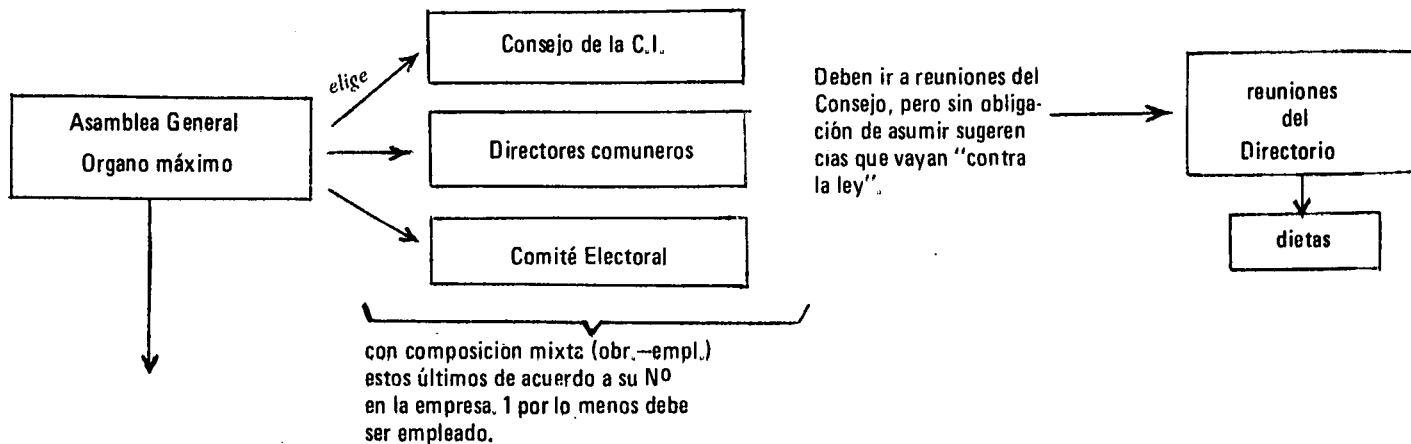 Asamblea General
Organo máximo
elige
Consejo de la C.I.
Directores comuneros
Comité Electoral
con composición mixta (obr.—empl.)
estos últimos de acuerdo a su Nº
en la empresa. 1 por lo menos debe
ser empleado.
Deben ir a reuniones del
Consejo, pero sin obliga-
ción de asumir sugeren
cias que vayan "contra
la ley".
reuniones
del
Directorio
dietas